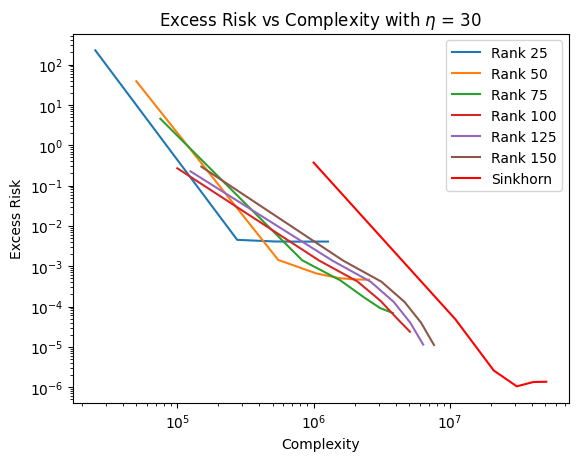 Excess Risk vs Complexity with η = 30
Excess Risk
10²
10¹
10⁰
10⁻¹
10⁻²
10⁻³
10⁻⁴
10⁻⁵
10⁻⁶
Rank 25
Rank 50
Rank 75
Rank 100
Rank 125
Rank 150
Sinkhorn
10⁵
10⁶
10⁷
Complexity